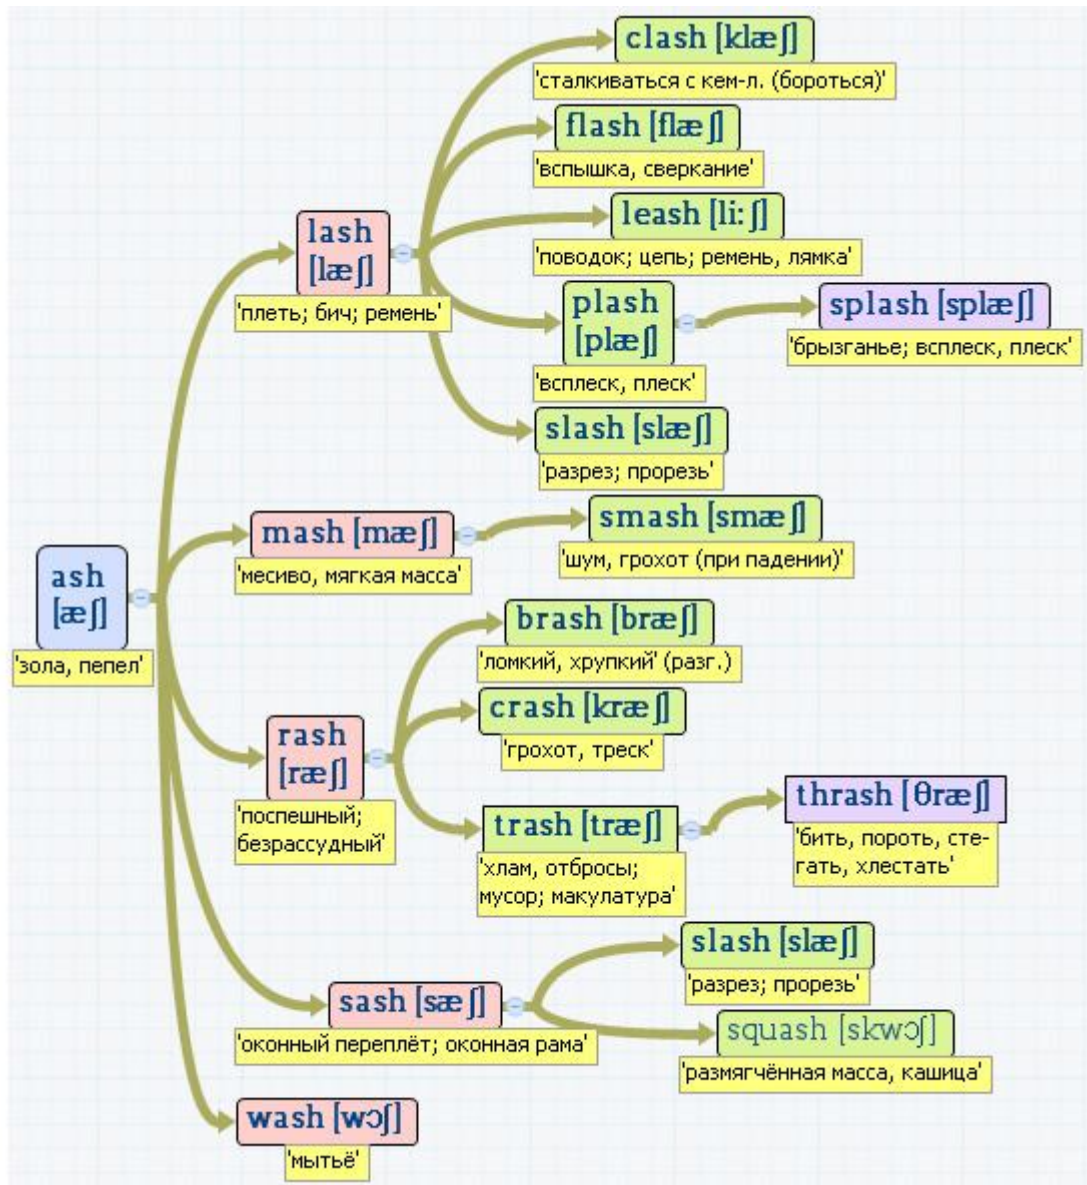 clash [klæʃ]
'сталкиваться с кем-л. (бороться)'
flash [flæʃ]
'вспышка, сверкание'
leash [li: ʃ]
'поводок; цепь; ремень, лямка'
lash
[læʃ]
'плеть; бич; ремень'
plash
[plæʃ]
'всплеск, плеск'
splash [splæʃ]
'брызганье; всплеск, плеск'
slash [slæʃ]
'разрез; прорезь'
mash [mæʃ]
'месиво, мягкая масса'
smash [smæʃ]
'шум, грохот (при падении)'
ash
[æʃ]
'зола, пепел'
brash [bræʃ]
'ломкий, хрупкий' (разг.)
crash [kræʃ]
'грохот, треск'
rash
[ræʃ]
'поспешный;
безрассудный'
trash [træʃ]
'хлам, отбросы;
мусор; макулатура'
thrash [θræʃ]
'бить, пороть, сте-
гать, хлестать'
slash [slæʃ]
'разрез; прорезь'
sash [sæʃ]
'оконный переплёт; оконная рама'
squash [skwɔʃ]
'размягчённая масса, кашица'
wash [wɔʃ]
'мытьё'